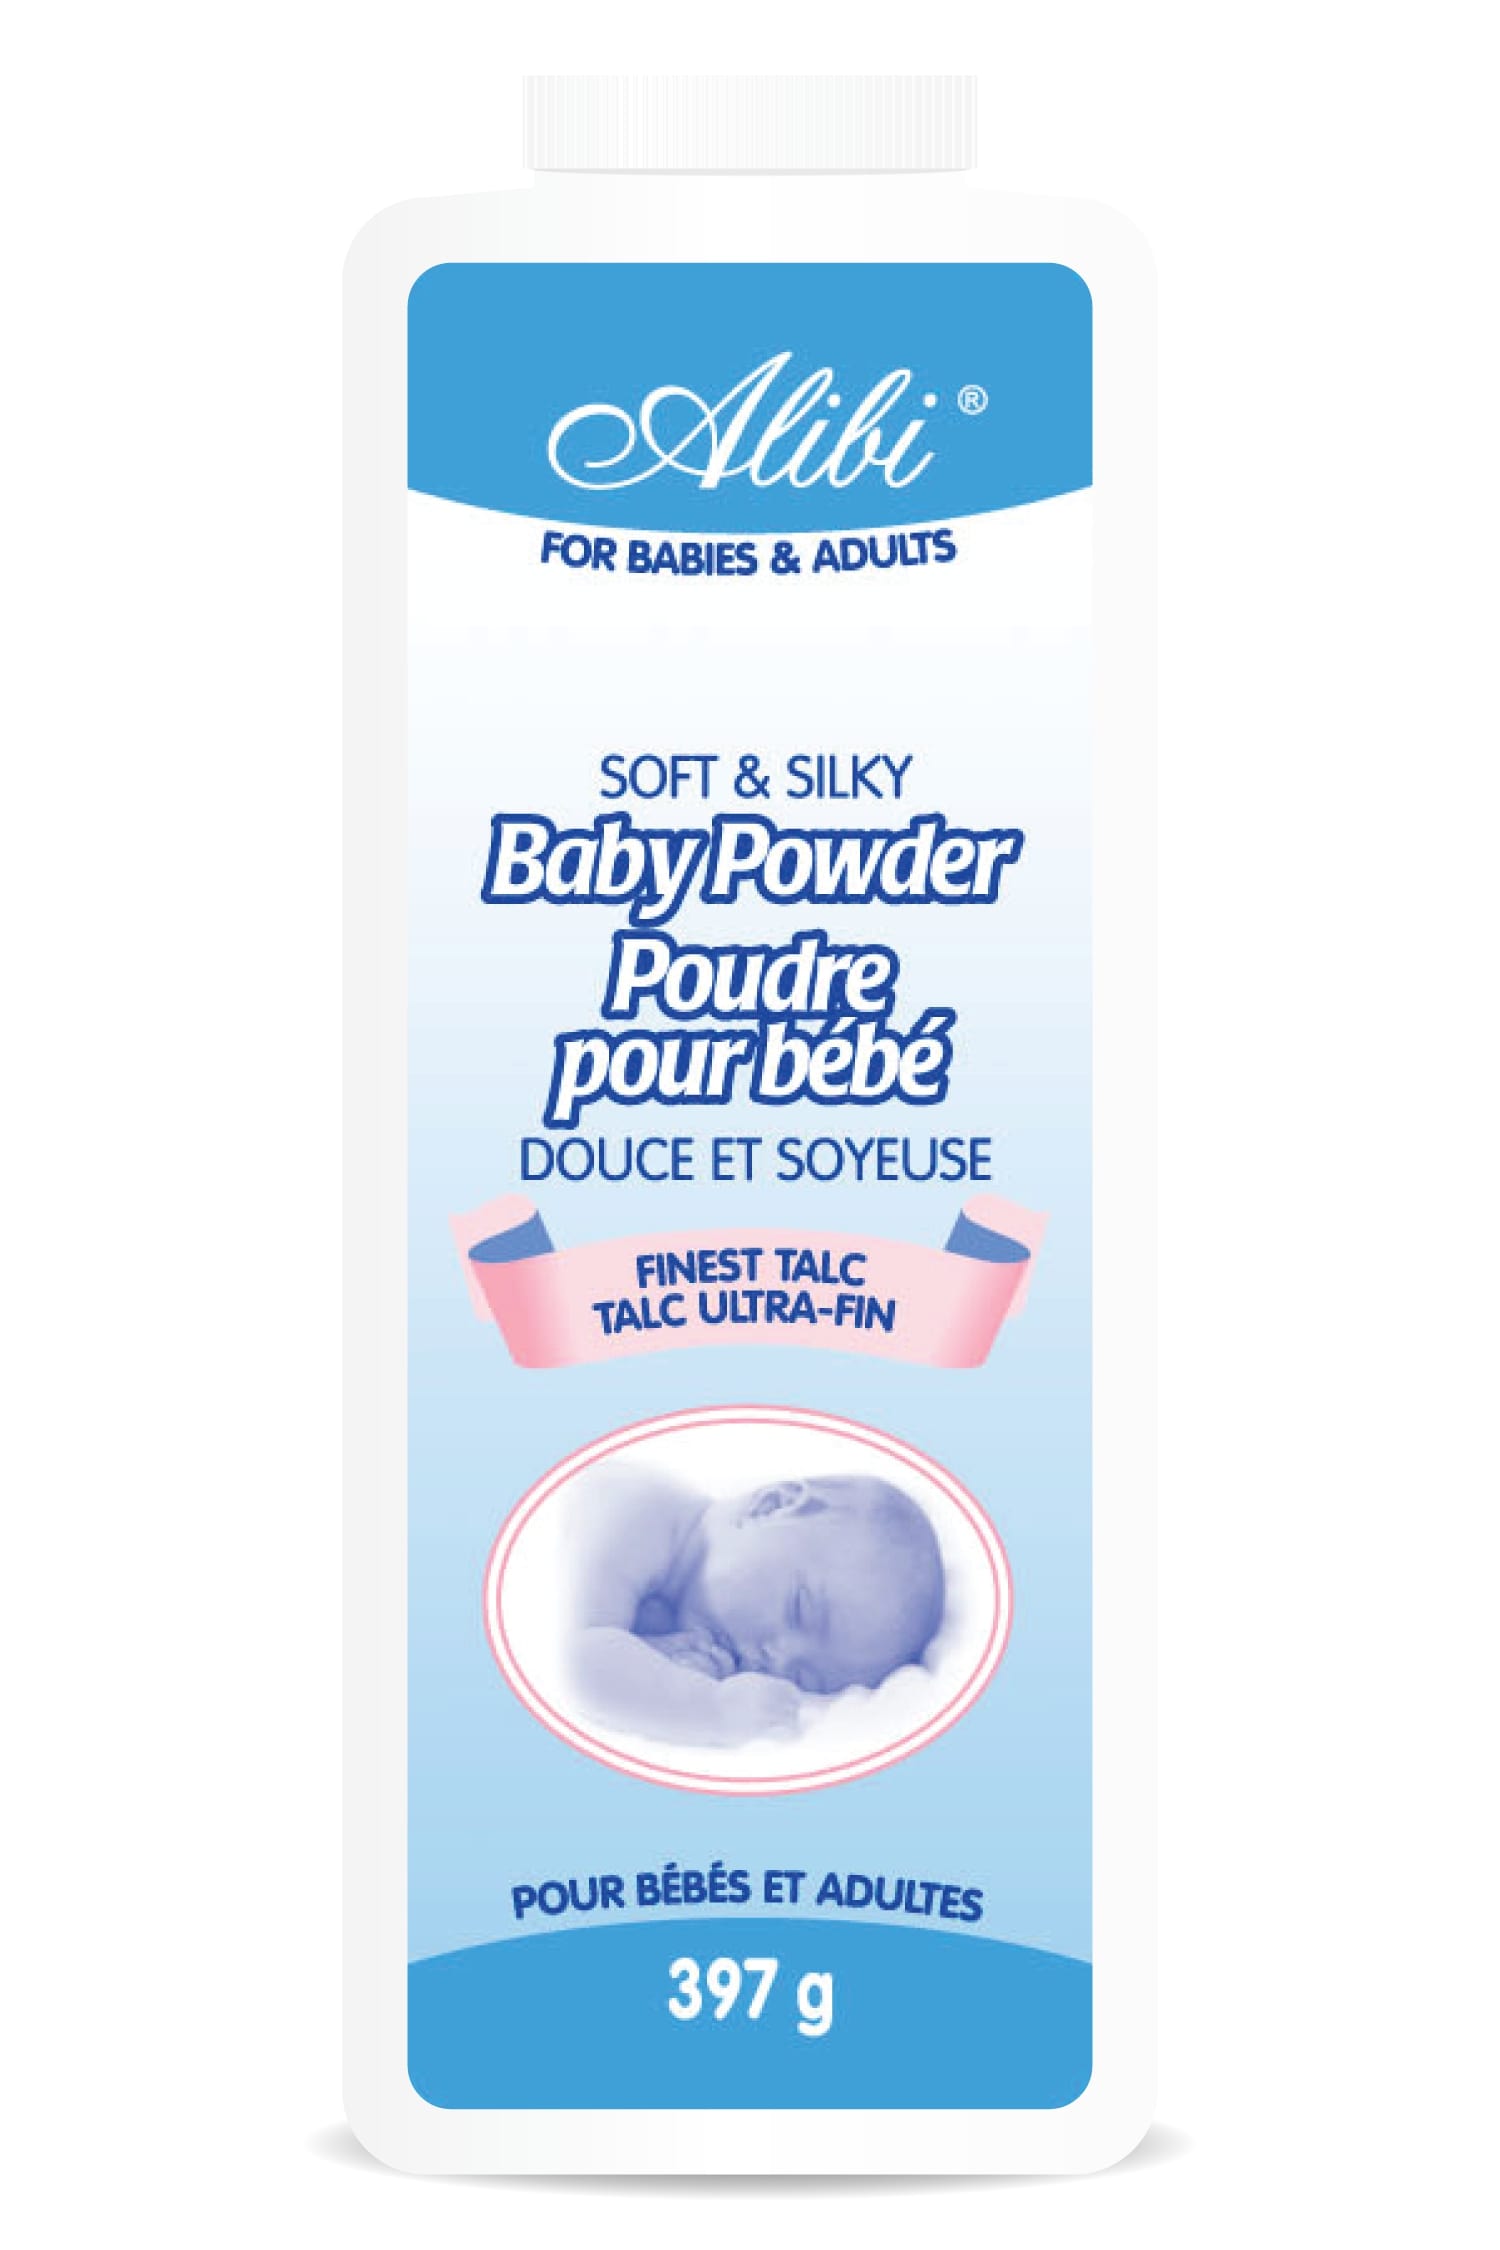 Alibi ®
FOR BABIES & ADULTS
SOFT & SILKY
Baby Powder
Poudre
pour bébé
DOUCE ET SOYEUSE
FINEST TALC
TALC ULTRA-FIN
POUR BÉBÉS ET ADULTES
397 g